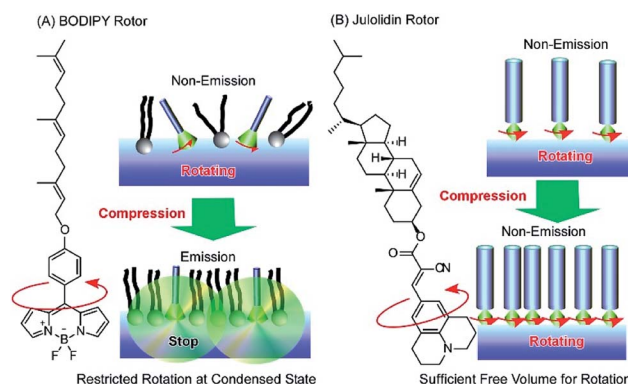 (A) BODIPY Rotor
Non-Emission
Rotating
Compression
Emission
Stop
O
N
+
B
-
N
F
F
Restricted Rotation at Condensed State
(B) Julolidin Rotor
Non-Emission
Rotating
Compression
Non-Emission
Rotating
H
H
H
O
O
CN
N
Sufficient Free Volume for Rotation